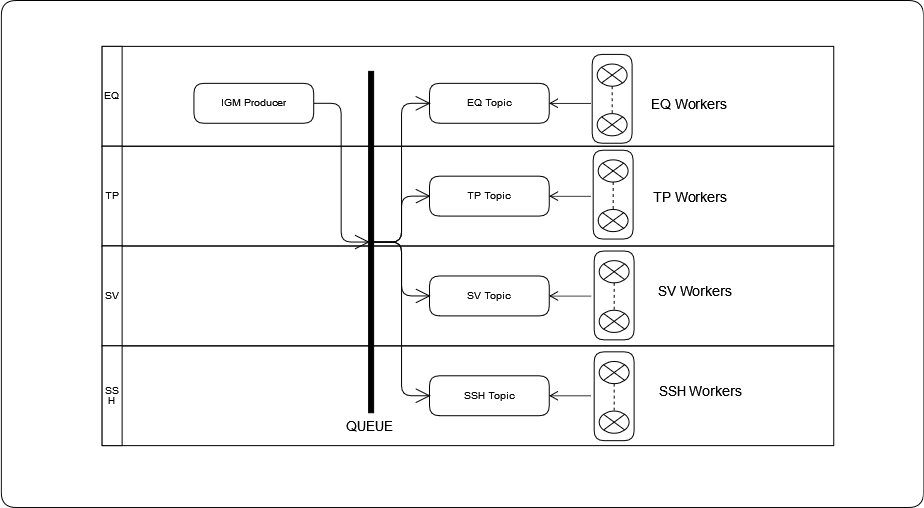 EQ
IGM Producer
EQ Topic
EQ Workers
TP
TP Topic
TP Workers
SV
SV Topic
SV Workers
SS
H
SSH Topic
SSH Workers
QUEUE